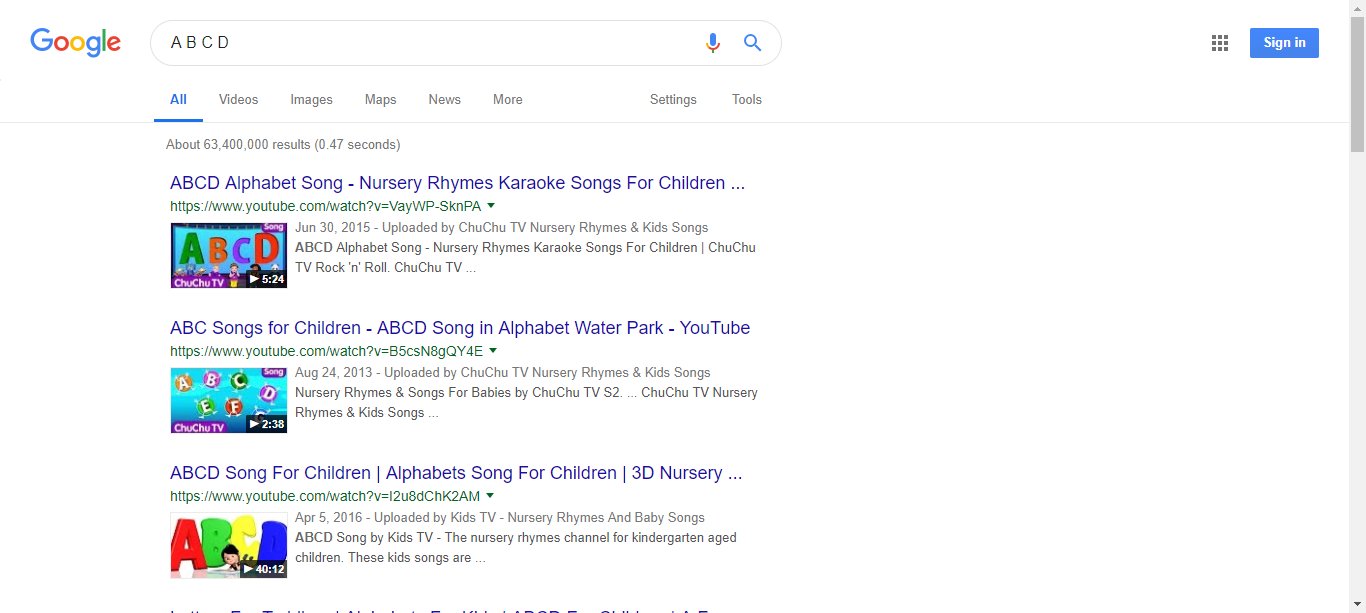 Google
A B C D
Sign in
All Videos Images Maps News More Settings Tools
About 63,400,000 results (0.47 seconds)
ABCD Alphabet Song - Nursery Rhymes Karaoke Songs For Children ...
https://www.youtube.com/watch?v=VayWP-SknPA
Song
ABCD
ChuChu TV
5:24
Jun 30, 2015 - Uploaded by ChuChu TV Nursery Rhymes & Kids Songs
ABCD Alphabet Song - Nursery Rhymes Karaoke Songs For Children | ChuChu
TV Rock 'n' Roll. ChuChu TV ...
ABC Songs for Children - ABCD Song in Alphabet Water Park - YouTube
https://www.youtube.com/watch?v=B5csN8gQY4E
Song
A B C D
E F
ChuChu TV
2:38
Aug 24, 2013 - Uploaded by ChuChu TV Nursery Rhymes & Kids Songs
Nursery Rhymes & Songs For Babies by ChuChu TV S2. ... ChuChu TV Nursery
Rhymes & Kids Songs ...
ABCD Song For Children | Alphabets Song For Children | 3D Nursery ...
https://www.youtube.com/watch?v=I2u8dChK2AM
ABCD
40:12
Apr 5, 2016 - Uploaded by Kids TV - Nursery Rhymes And Baby Songs
ABCD Song by Kids TV - The nursery rhymes channel for kindergarten aged
children. These kids songs are ...